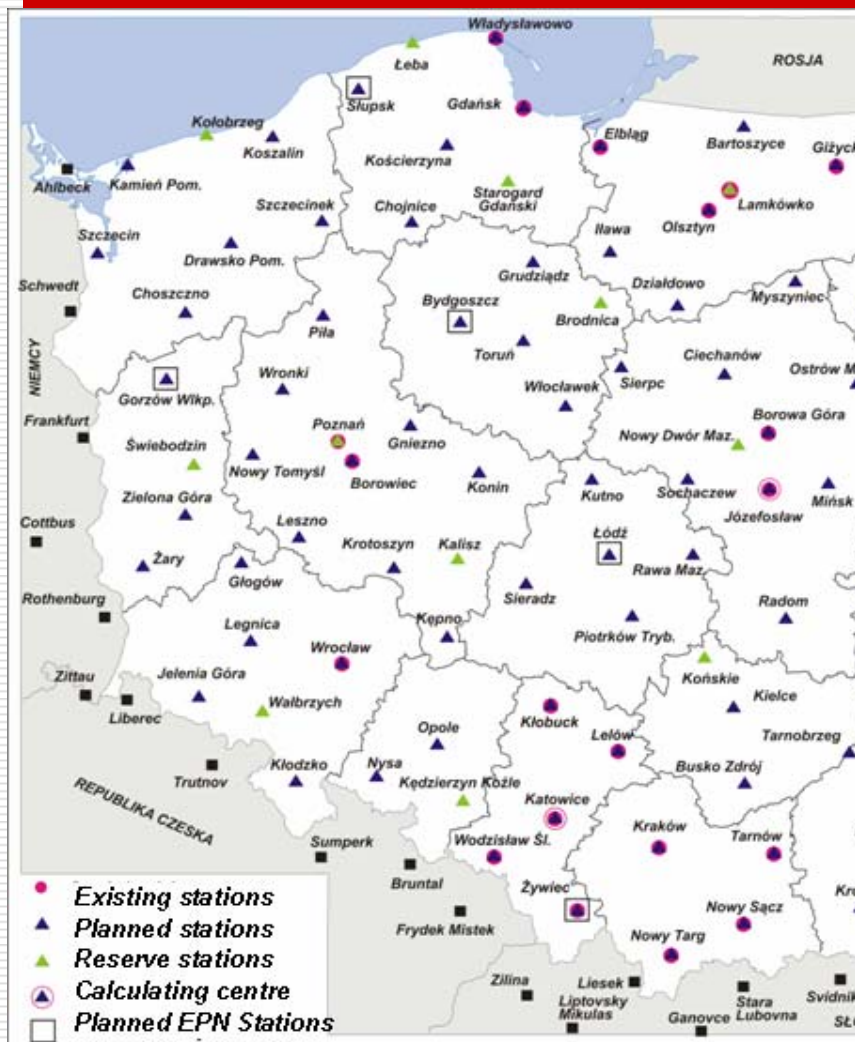 Władysławowo
Łeba
ROSJA
Słupsk
Gdańsk
Kołobrzeg
Koszalin
Elbląg
Bartoszyce
Kościerzyna
Ahlbeck
Kamień Pom.
Starogard
Gdański
Lamkówko
Szczecinek
Chojnice
Olsztyn
Szczecin
Drawsko Pom.
Iława
Grudziądz
Działdowo
Schwedt
Choszczno
Bydgoszcz
Brodnica
Myszyniec
Piła
Toruń
NIEMCY
Ciechanów
Wronki
Sierpc
Gorzów Wlkp.
Włocławek
Frankfurt
Poznań
Borowa Góra
Świebodzin
Gniezno
Nowy Dwór Maz.
Nowy Tomyśl
Borowiec
Konin
Kutno
Sochaczew
Mińsk
Zielona Góra
Józefosław
Cottbus
Leszno
Łódź
Krotoszyn
Kalisz
Żary
Głogów
Rawa Maz.
Sieradz
Rothenburg
Radom
Legnica
Kępno
Piotrków Tryb.
Wrocław
Zittau
Jelenia Góra
Końskie
Liberec
Wałbrzych
Kielce
Kłobuck
Opole
Lelów
Tarnobrzeg
Trutnov
Kłodzko
Nysa
Busko Zdrój
Kędzierzyn Koźle
REPUBLIKA CZESKA
Katowice
Kraków
Tarnów
Sumperk
Wodzisław Śl.
Bruntal
Żywiec
Frydek Mistek
Nowy Sącz
Nowy Targ
Zilina
Liesek
Liptovsky
Mikulas
Stara
Lubovna
Ganovce
Existing stations
Planned stations
Reserve stations
Calculating centre
Planned EPN Stations